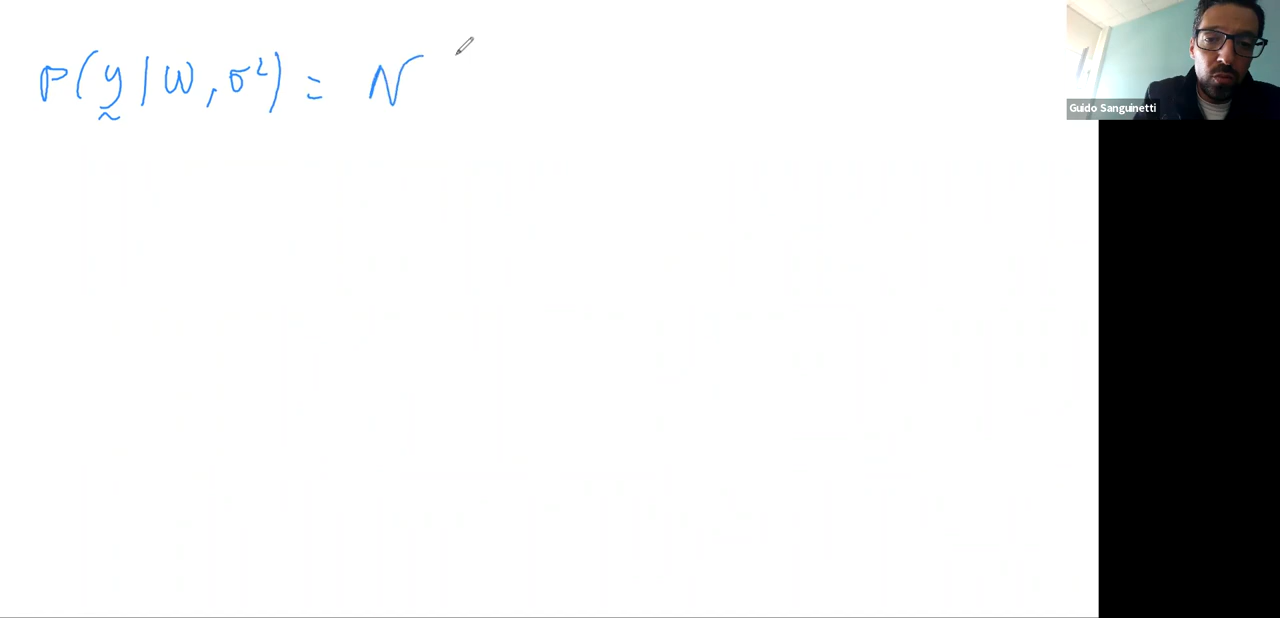 P(y | W, σ²) = N
Guido Sanguinetti